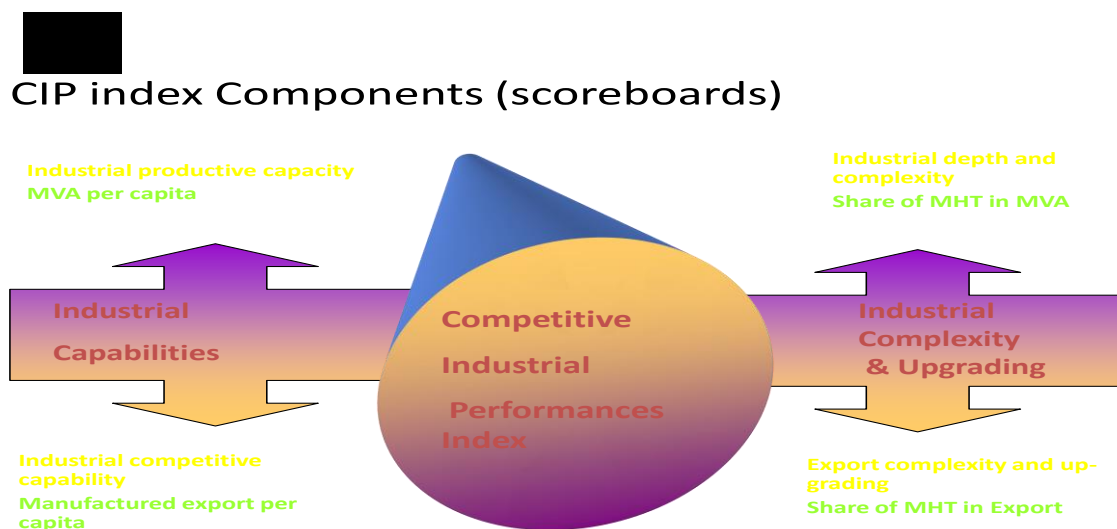 CIP index Components (scoreboards)
Industrial productive capacity
MVA per capita
Industrial depth and
complexity
Share of MHT in MVA
Industrial
Capabilities
Competitive
Industrial
Performances
Index
Industrial
Complexity
& Upgrading
Industrial competitive
capability
Manufactured export per
capita
Export complexity and up-
grading
Share of MHT in Export